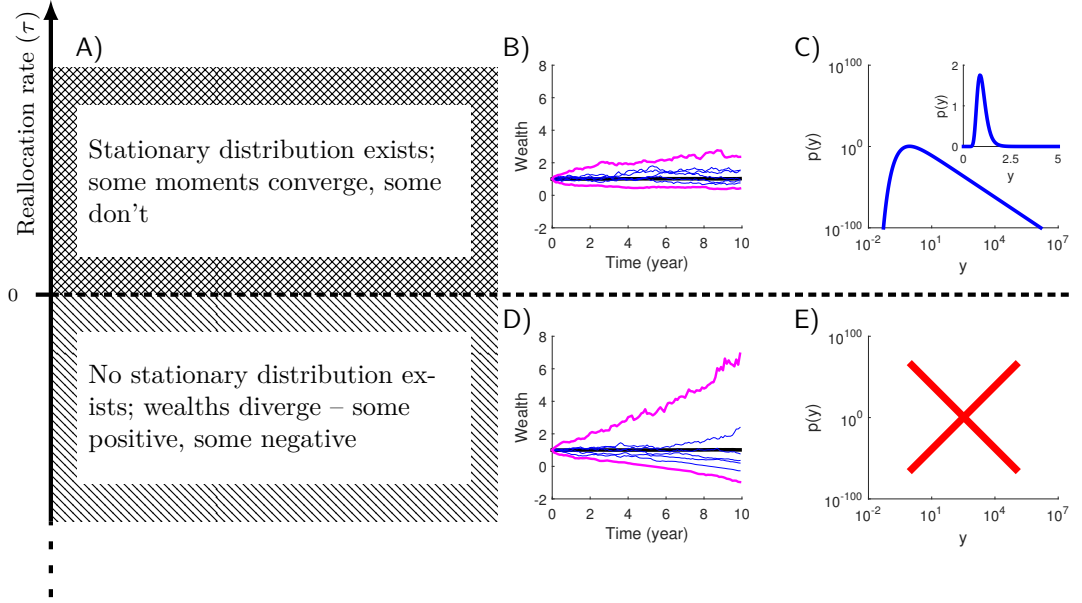 Reallocation rate (τ)
0
A)
Stationary distribution exists;
some moments converge, some
don't
No stationary distribution ex-
ists; wealths diverge – some
positive, some negative
B)
Wealth
8
6
4
2
0
-2
0 2 4 6 8 10
Time (year)
C)
p(y)
10^100
10^0
10^-100
10^-2 10^1 10^4 10^7
y
p(y)
2
1
0
0 2.5 5
y
D)
Wealth
8
6
4
2
0
-2
0 2 4 6 8 10
Time (year)
E)
p(y)
10^100
10^0
10^-100
10^-2 10^1 10^4 10^7
y